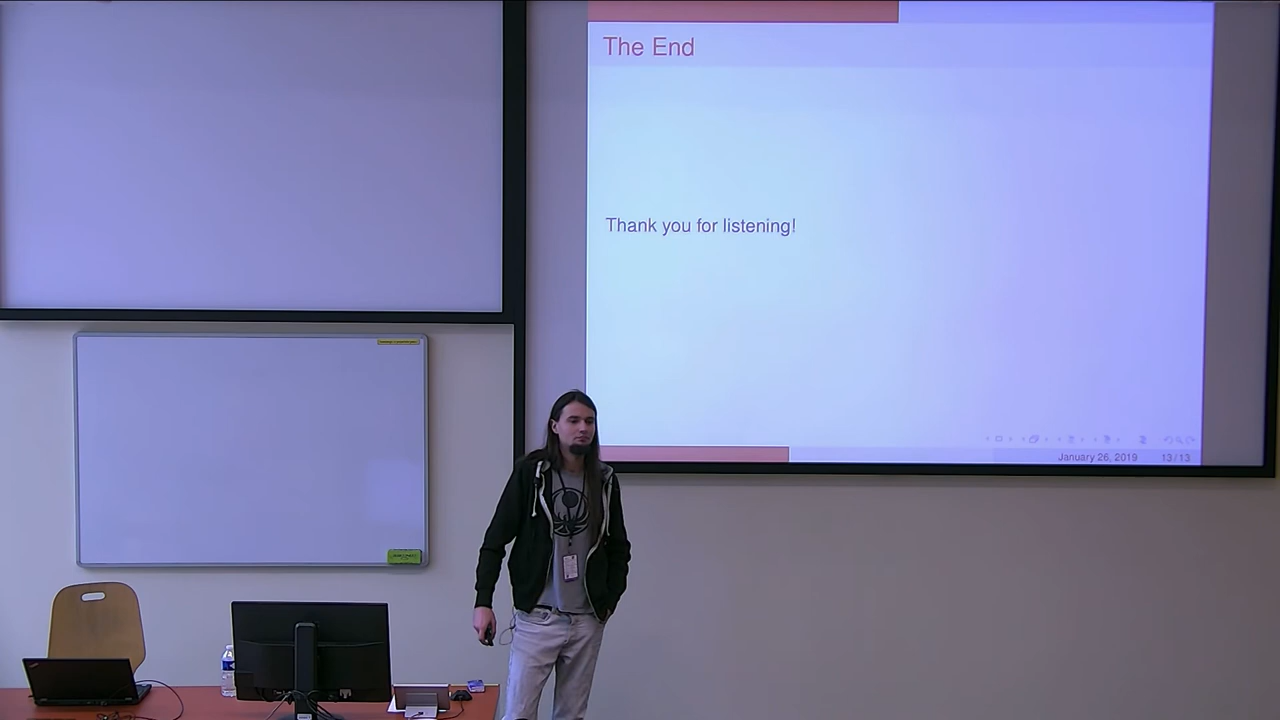 The End
Thank you for listening!
January 26, 2019 13 / 13